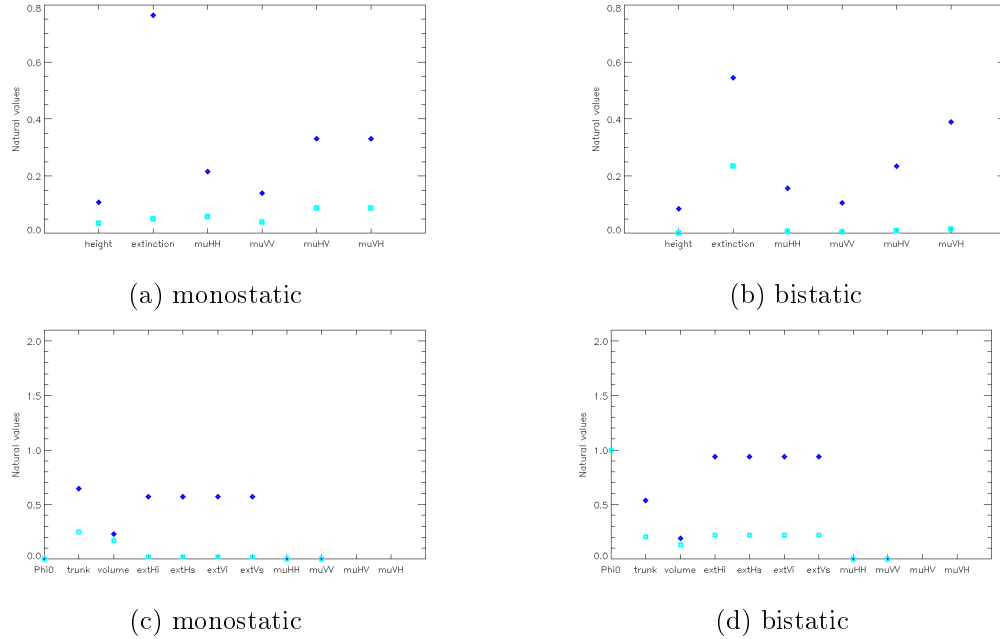 0.8
0.6
0.4
0.2
0.0
Natural values
height extinction muHH muVV muHV muVH
(a) monostatic
0.8
0.6
0.4
0.2
0.0
Natural values
height extinction muHH muVV muHV muVH
(b) bistatic
2.0
1.5
1.0
0.5
0.0
Natural values
Phi0 trunk volume extHi extHs extVi extVs muHH muVV muHV muVH
(c) monostatic
2.0
1.5
1.0
0.5
0.0
Natural values
Phi0 trunk volume extHi extHs extVi extVs muHH muVV muHV muVH
(d) bistatic